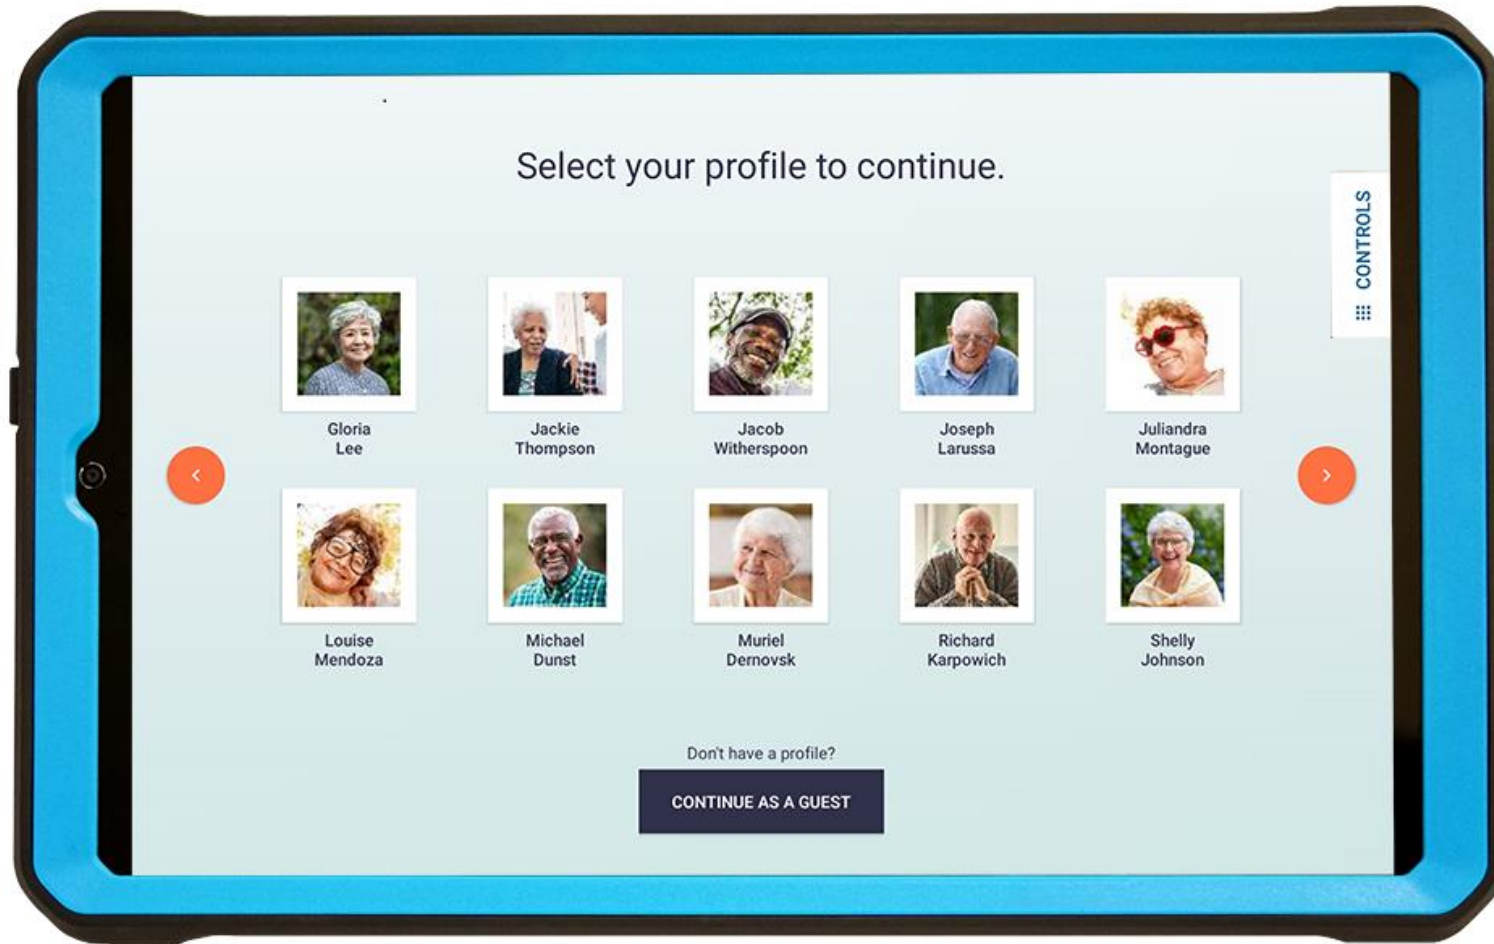 Select your profile to continue.
CONTROLS
Gloria
Lee
Jackie
Thompson
Jacob
Witherspoon
Joseph
Larussa
Juliandra
Montague
Louise
Mendoza
Michael
Dunst
Muriel
Dernovsk
Richard
Karpowich
Shelly
Johnson
Don't have a profile?
CONTINUE AS A GUEST